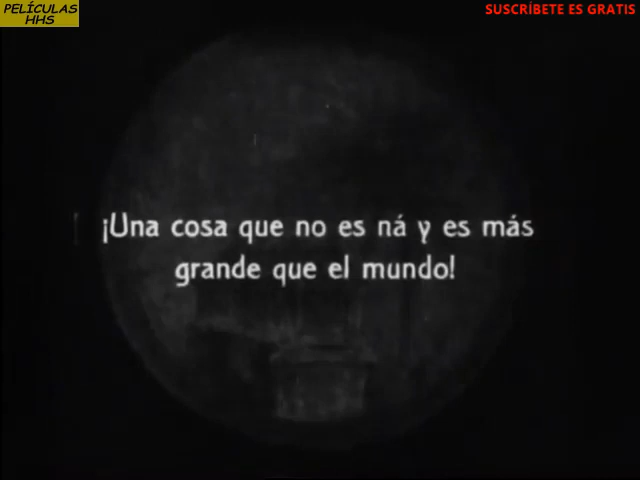 PELÍCULAS
HHS
SUSCRÍBETE ES GRATIS
¡Una cosa que no es ná y es más
grande que el mundo!